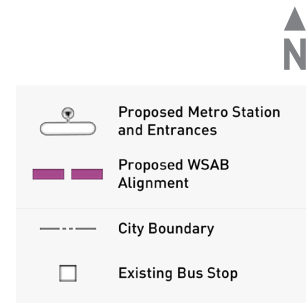 N
Proposed Metro Station
and Entrances
Proposed WSAB
Alignment
City Boundary
Existing Bus Stop